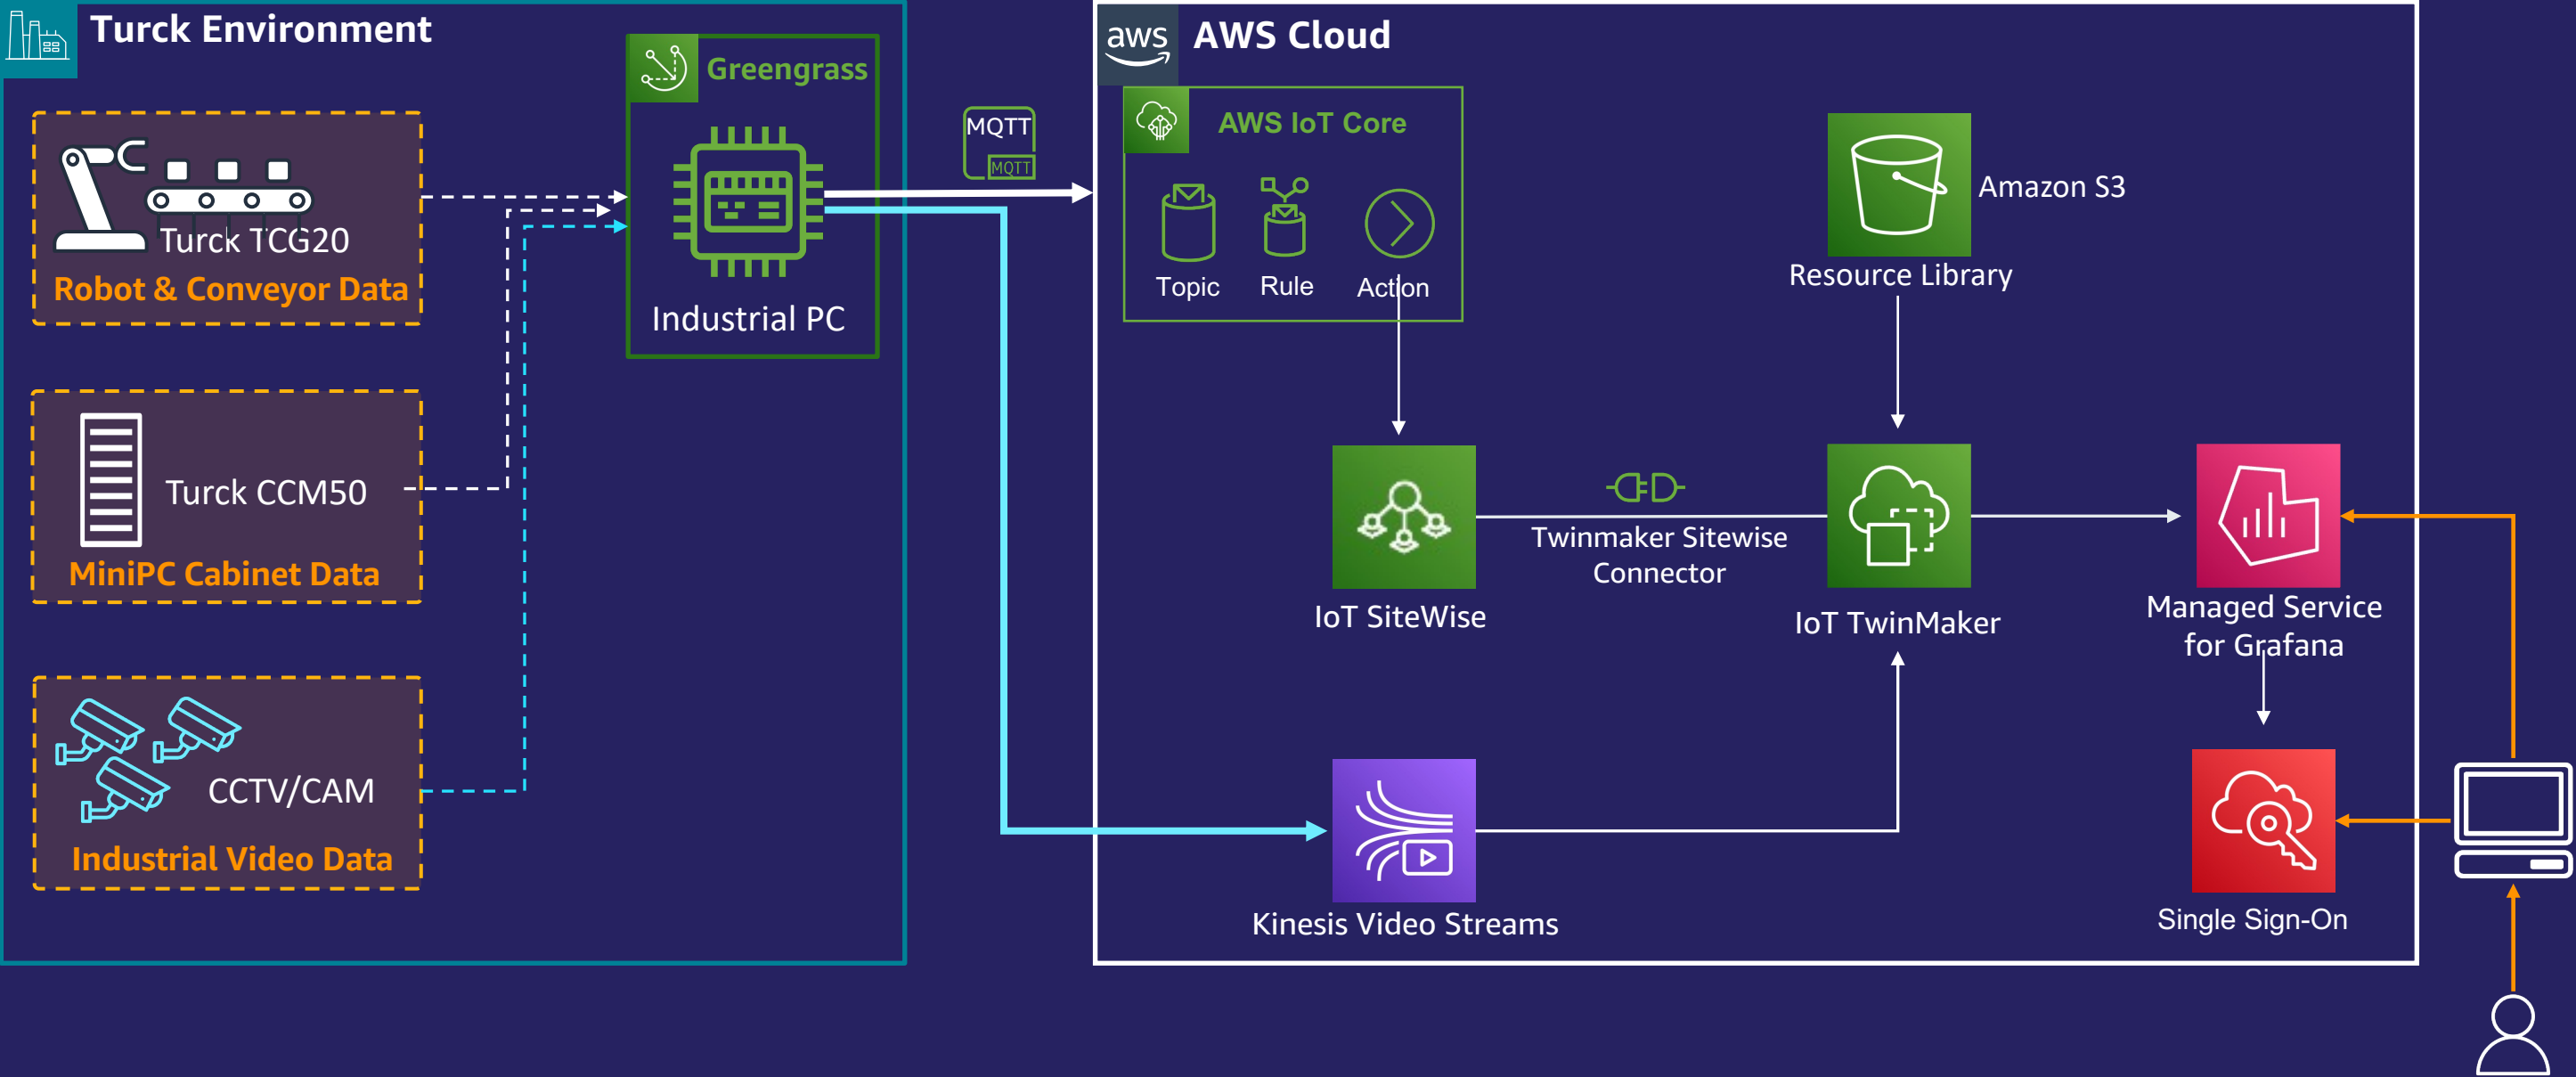 Turck Environment
Turck TCG20
Robot & Conveyor Data
Turck CCM50
MiniPC Cabinet Data
CCTV/CAM
Industrial Video Data
Greengrass
Industrial PC
MQTT
MQTT
aws
AWS Cloud
AWS IoT Core
Topic
Rule
Action
Amazon S3
Resource Library
IoT SiteWise
Twinmaker Sitewise
Connector
IoT TwinMaker
Managed Service
for Grafana
Kinesis Video Streams
Single Sign-On